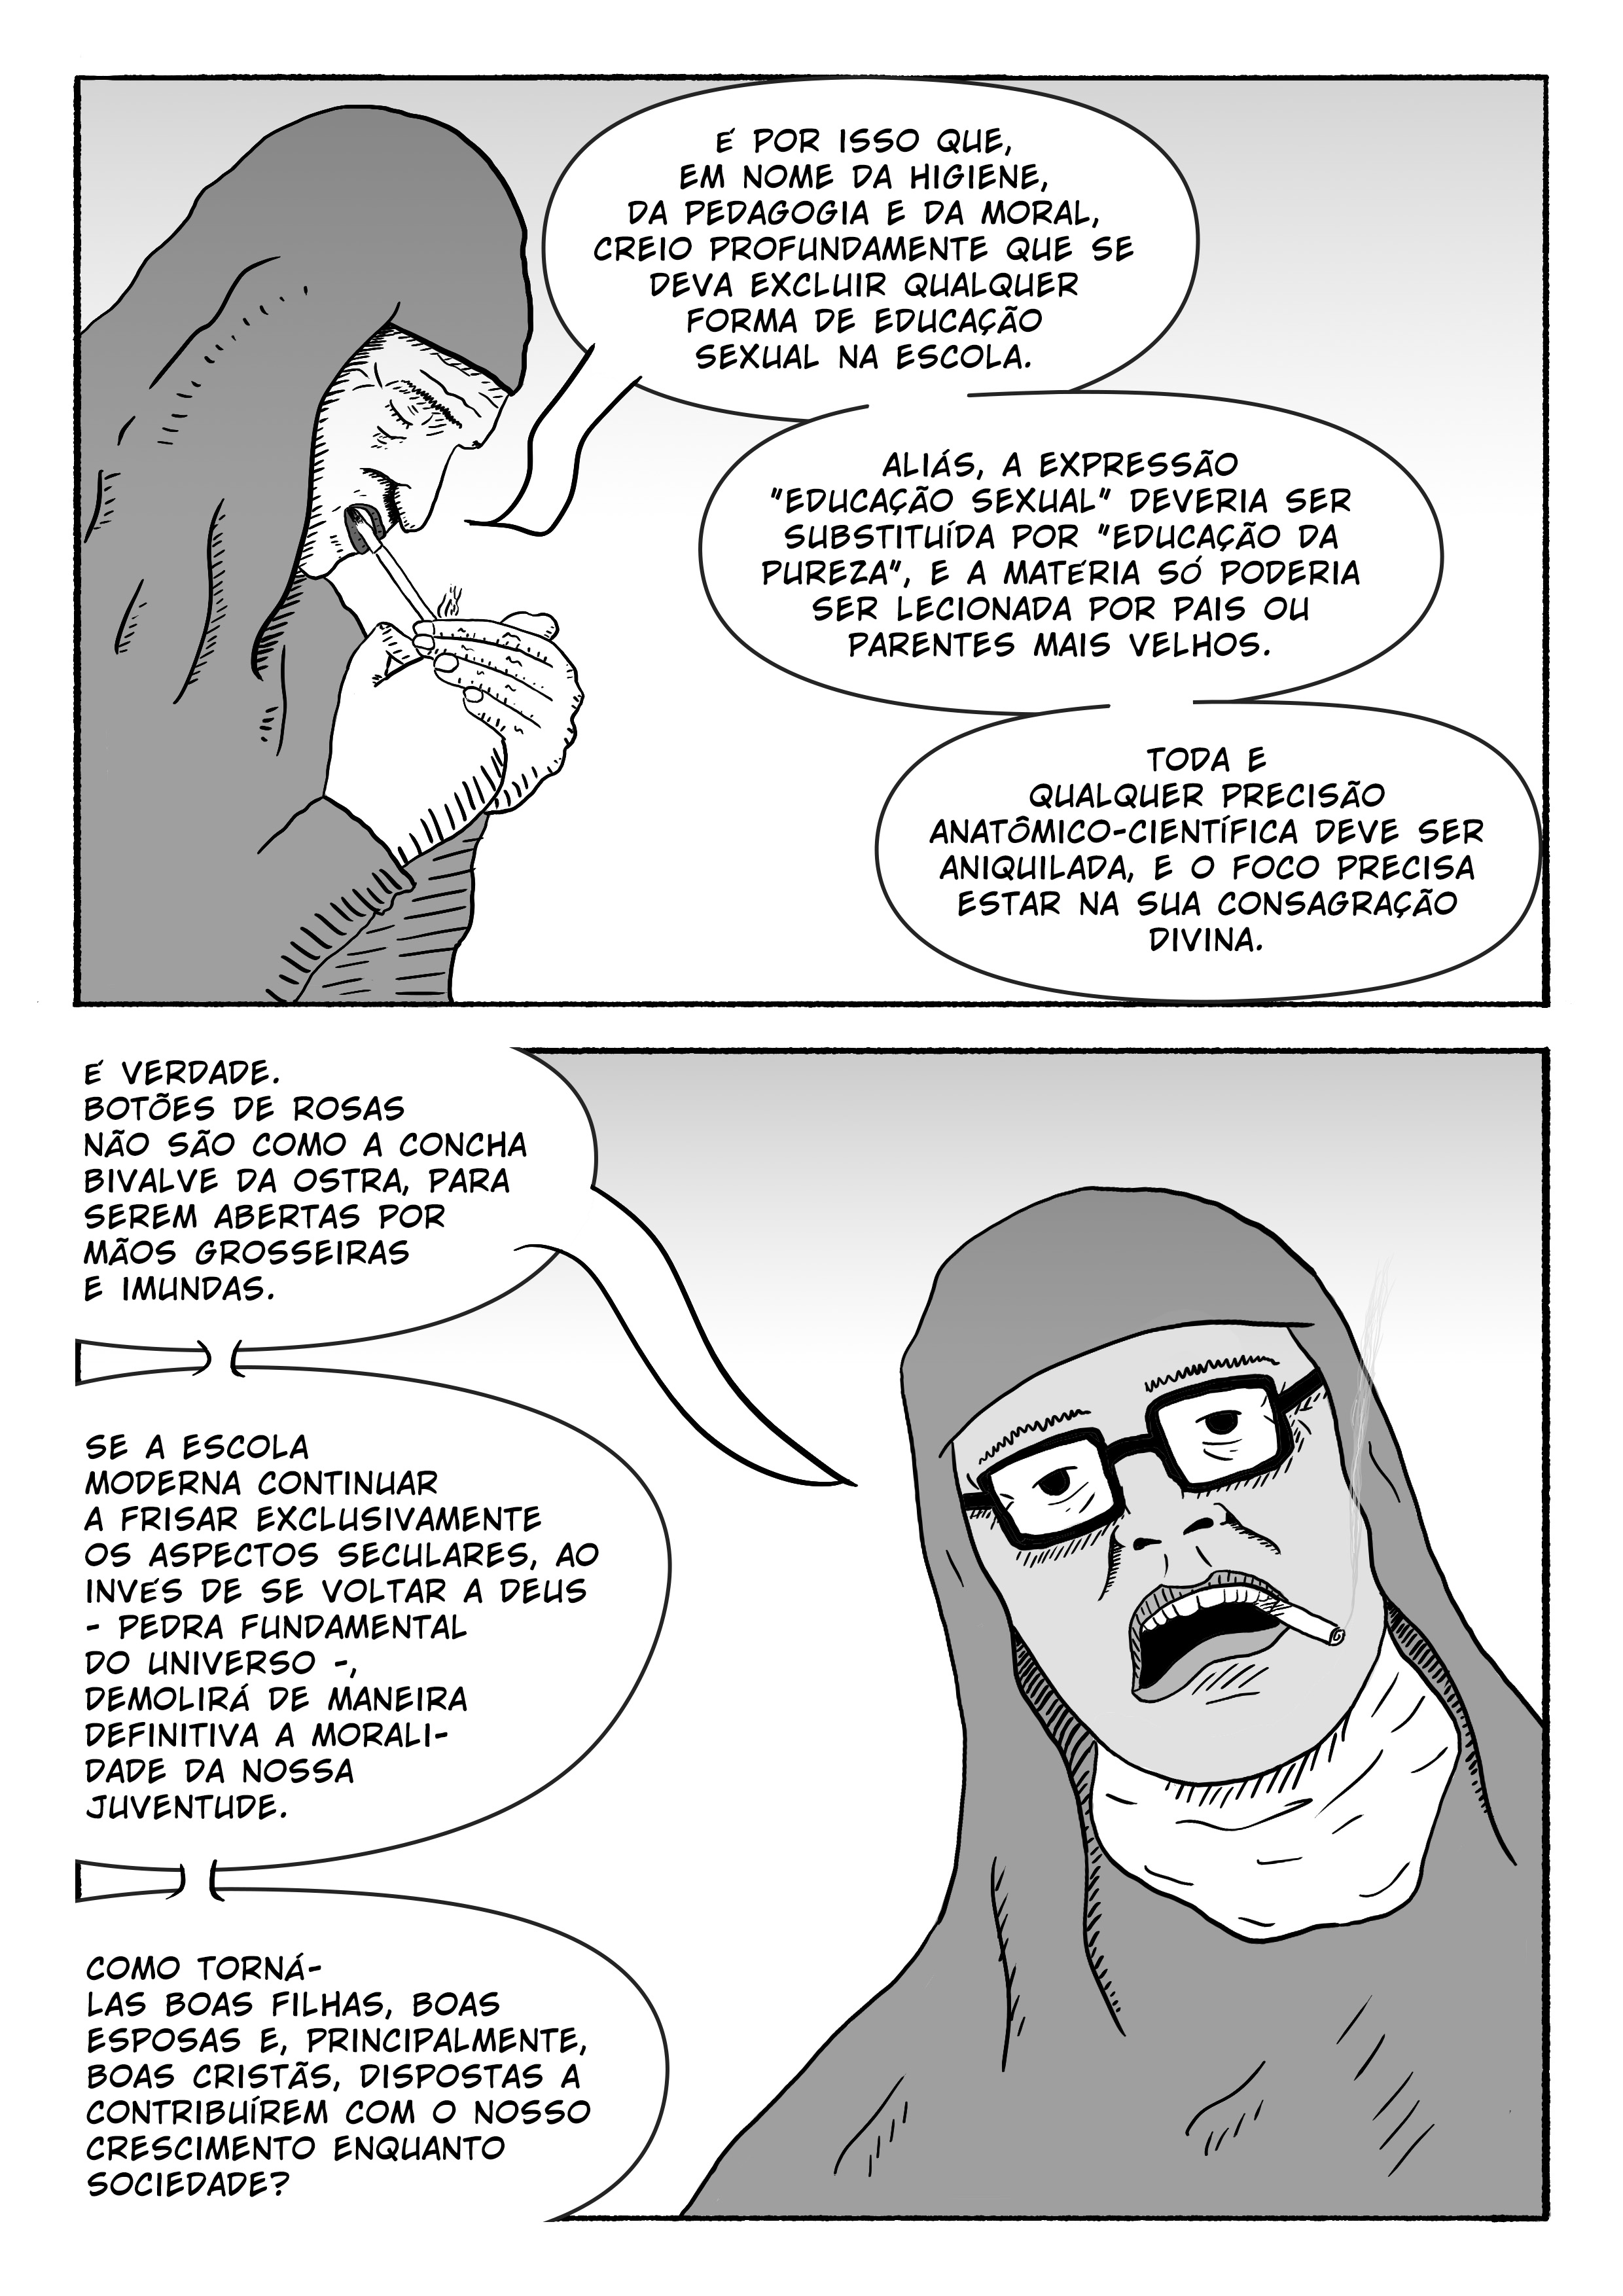 É POR ISSO QUE,
EM NOME DA HIGIENE,
DA PEDAGOGIA E DA MORAL,
CREIO PROFUNDAMENTE QUE SE
DEVA EXCLUIR QUALQUER
FORMA DE EDUCAÇÃO
SEXUAL NA ESCOLA.
ALIÁS, A EXPRESSÃO
"EDUCAÇÃO SEXUAL" DEVERIA SER
SUBSTITUÍDA POR "EDUCAÇÃO DA
PUREZA", E A MATÉRIA SÓ PODERIA
SER LECIONADA POR PAIS OU
PARENTES MAIS VELHOS.
TODA E
QUALQUER PRECISÃO
ANATÔMICO-CIENTÍFICA DEVE SER
ANIQUILADA, E O FOCO PRECISA
ESTAR NA SUA CONSAGRAÇÃO
DIVINA.
É VERDADE.
BOTÕES DE ROSAS
NÃO SÃO COMO A CONCHA
BIVALVE DA OSTRA, PARA
SEREM ABERTAS POR
MÃOS GROSSEIRAS
E IMUNDAS.
SE A ESCOLA
MODERNA CONTINUAR
A FRISAR EXCLUSIVAMENTE
OS ASPECTOS SECULARES, AO
INVÉS DE SE VOLTAR A DEUS
- PEDRA FUNDAMENTAL
DO UNIVERSO -,
DEMOLIRÁ DE MANEIRA
DEFINITIVA A MORALI-
DADE DA NOSSA
JUVENTUDE.
COMO TORNÁ-
LAS BOAS FILHAS, BOAS
ESPOSAS E, PRINCIPALMENTE,
BOAS CRISTÃS, DISPOSTAS A
CONTRIBUÍREM COM O NOSSO
CRESCIMENTO ENQUANTO
SOCIEDADE?